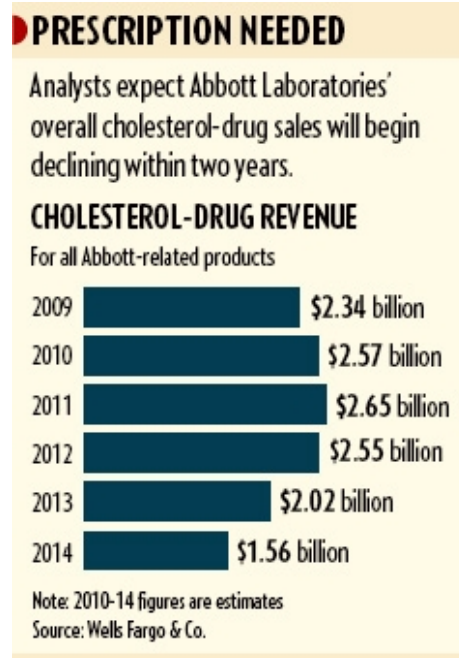 PRESCRIPTION NEEDED
Analysts expect Abbott Laboratories'
overall cholesterol-drug sales will begin
declining within two years.
CHOLESTEROL-DRUG REVENUE
For all Abbott-related products
2009 $2.34 billion
2010 $2.57 billion
2011 $2.65 billion
2012 $2.55 billion
2013 $2.02 billion
2014 $1.56 billion
Note: 2010-14 figures are estimates
Source: Wells Fargo & Co.